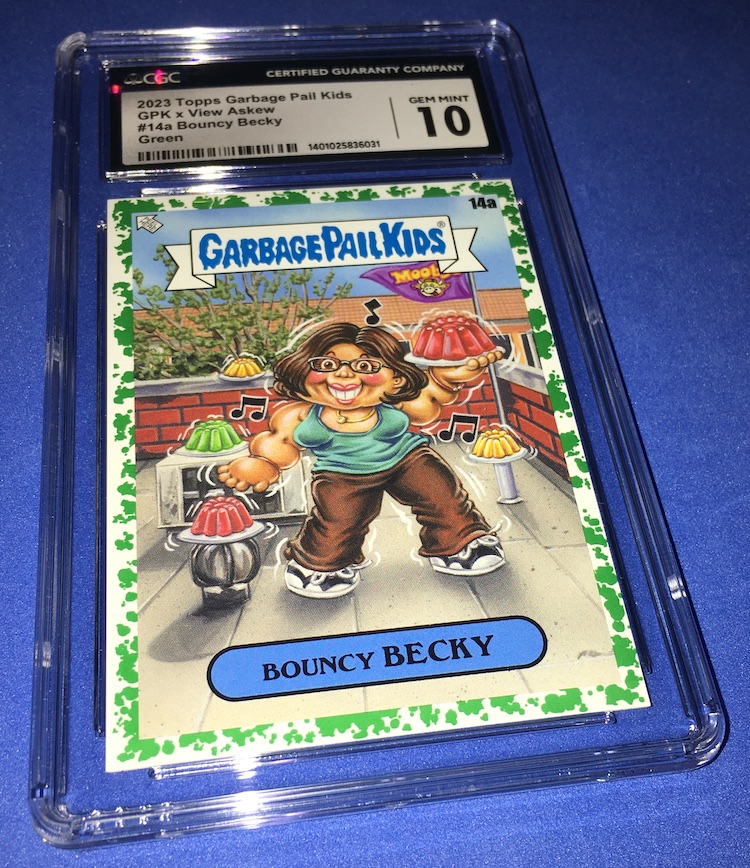 CGC
CERTIFIED GUARANTY COMPANY
2023 Topps Garbage Pail Kids
GPK x View Askew
#14a Bouncy Becky
Green
GEM MINT
10
1401025836031
14a
GARBAGE PAIL KIDS®
BOUNCY BECKY